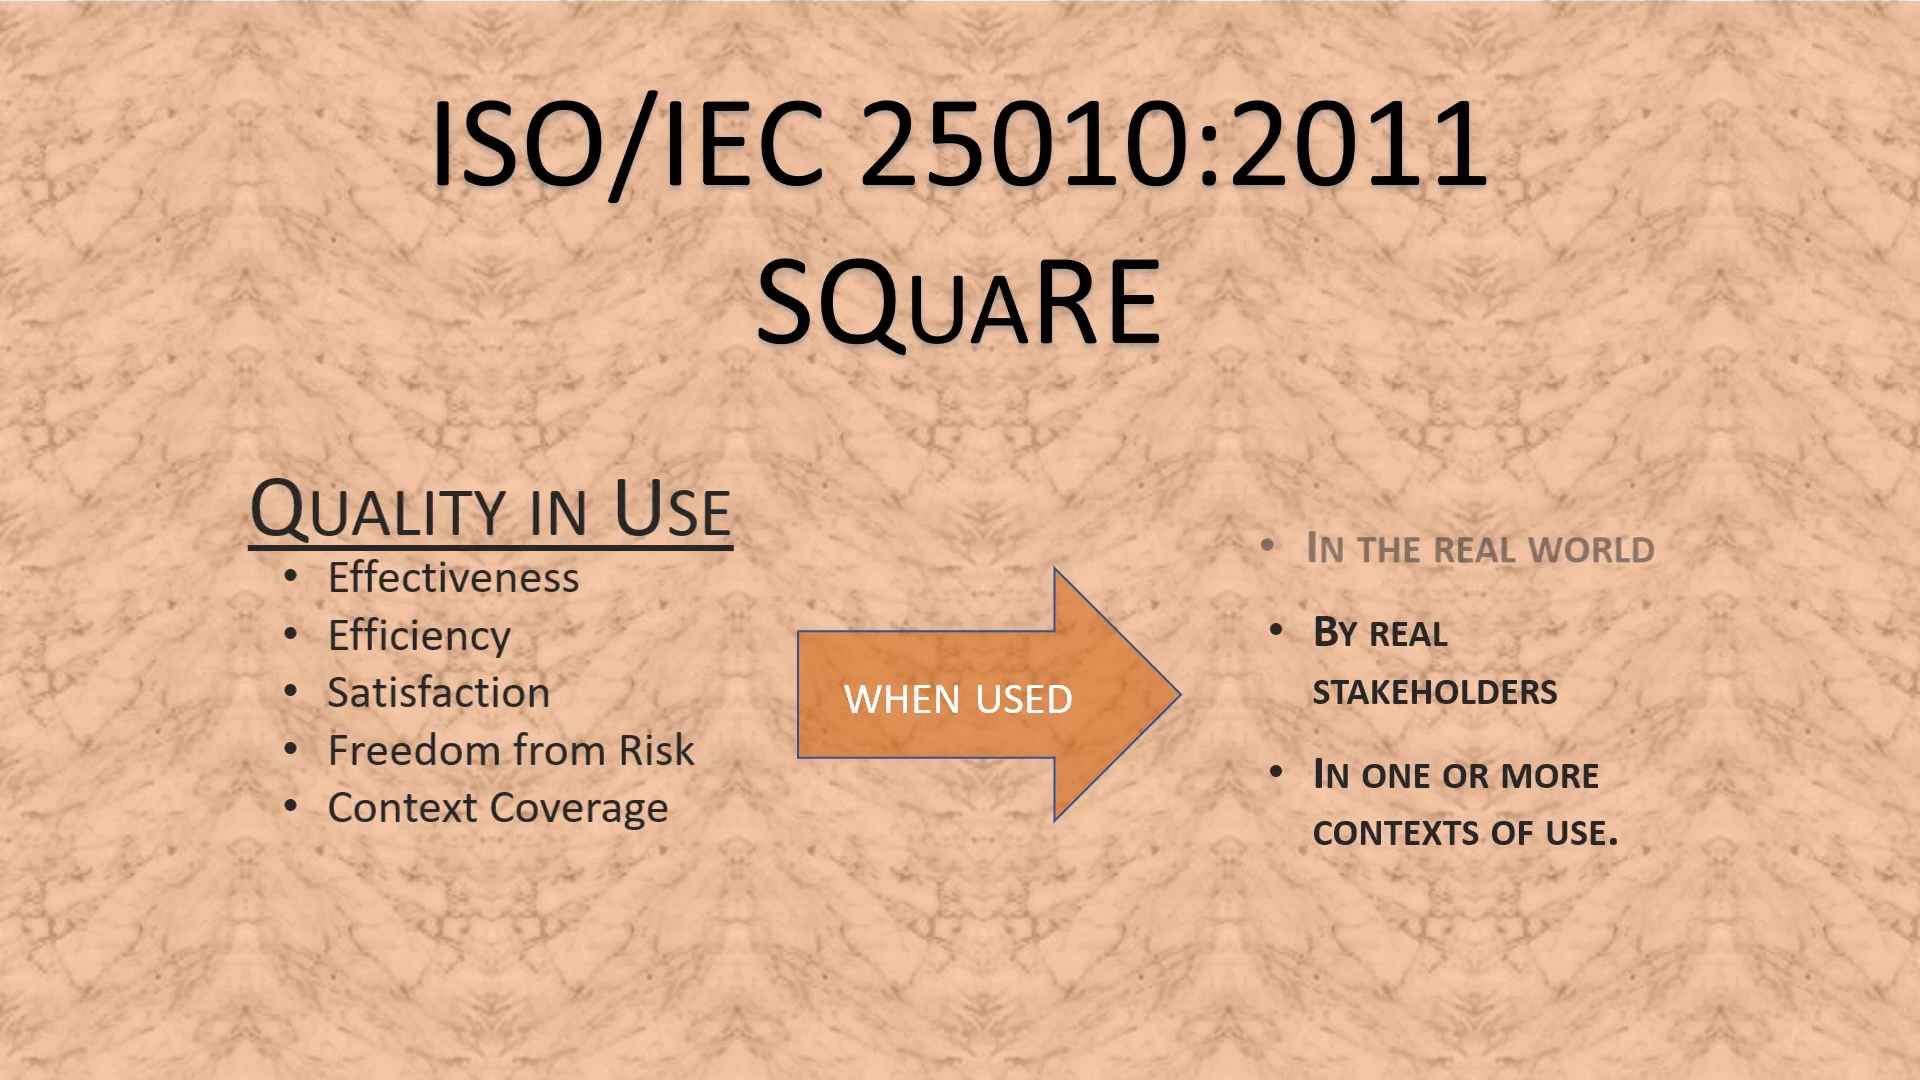 ISO/IEC 25010:2011
SQUARE
QUALITY IN USE
• Effectiveness
• Efficiency
• Satisfaction
• Freedom from Risk
• Context Coverage
WHEN USED
• IN THE REAL WORLD
• BY REAL
STAKEHOLDERS
• IN ONE OR MORE
CONTEXTS OF USE.